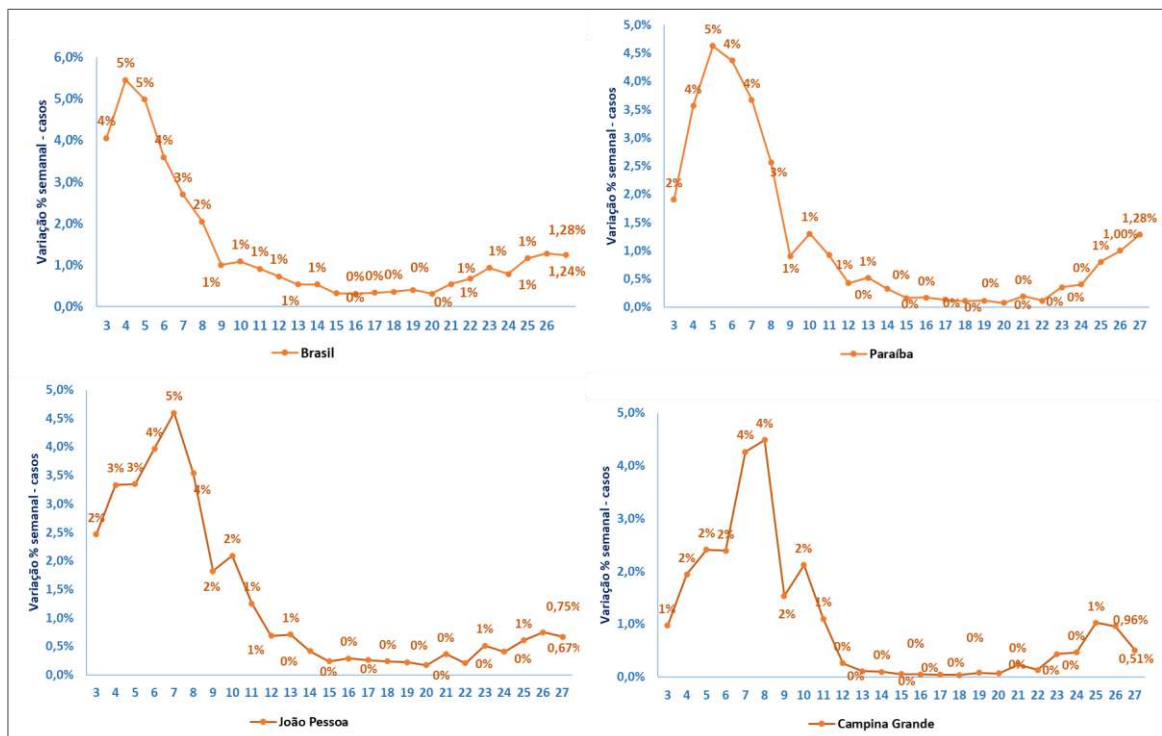 Variação % semanal - casos
6,0%
5,0%
4,0%
3,0%
2,0%
1,0%
0,0%
4% 5% 5% 4% 3% 2% 1% 1% 1% 1% 1% 1% 0% 0% 0% 0% 0% 0% 1% 1% 1% 1% 1% 1,28% 1,24%
3 4 5 6 7 8 9 10 11 12 13 14 15 16 17 18 19 20 21 22 23 24 25 26
Brasil
Variação % semanal - casos
5,0%
4,5%
4,0%
3,5%
3,0%
2,5%
2,0%
1,5%
1,0%
0,5%
0,0%
2% 4% 5% 4% 4% 3% 1% 1% 1% 0% 1% 0% 0% 0% 0% 0% 0% 0% 0% 0% 0% 1% 1,00% 1,28%
3 4 5 6 7 8 9 10 11 12 13 14 15 16 17 18 19 20 21 22 23 24 25 26 27
Paraíba
Variação % semanal - casos
5,0%
4,5%
4,0%
3,5%
3,0%
2,5%
2,0%
1,5%
1,0%
0,5%
0,0%
2% 3% 3% 4% 5% 4% 2% 2% 1% 1% 1% 0% 0% 0% 0% 0% 0% 0% 0% 0% 1% 0% 1% 0% 0,75% 0,67%
3 4 5 6 7 8 9 10 11 12 13 14 15 16 17 18 19 20 21 22 23 24 25 26 27
João Pessoa
Variação % semanal - casos
5,0%
4,0%
3,0%
2,0%
1,0%
0,0%
1% 2% 2% 2% 4% 4% 2% 2% 1% 0% 0% 0% 0% 0% 0% 0% 0% 0% 0% 0% 0% 0% 1% 0,96% 0,51%
3 4 5 6 7 8 9 10 11 12 13 14 15 16 17 18 19 20 21 22 23 24 25 26 27
Campina Grande